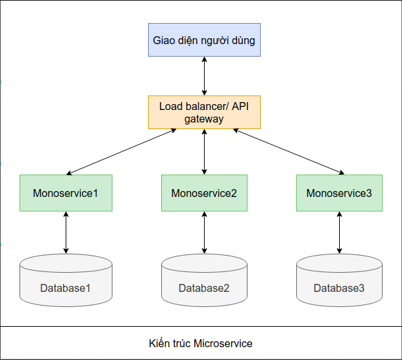 Giao diện người dùng
Load balancer/ API
gateway
Monoservice1
Monoservice2
Monoservice3
Database1
Database2
Database3
Kiến trúc Microservice